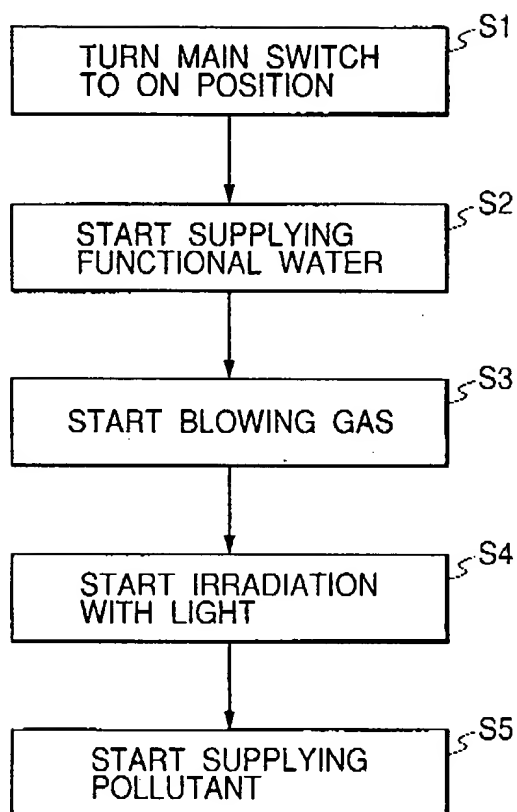 S1
TURN MAIN SWITCH
TO ON POSITION
S2
START SUPPLYING
FUNCTIONAL WATER
S3
START BLOWING GAS
S4
START IRRADIATION
WITH LIGHT
S5
START SUPPLYING
POLLUTANT